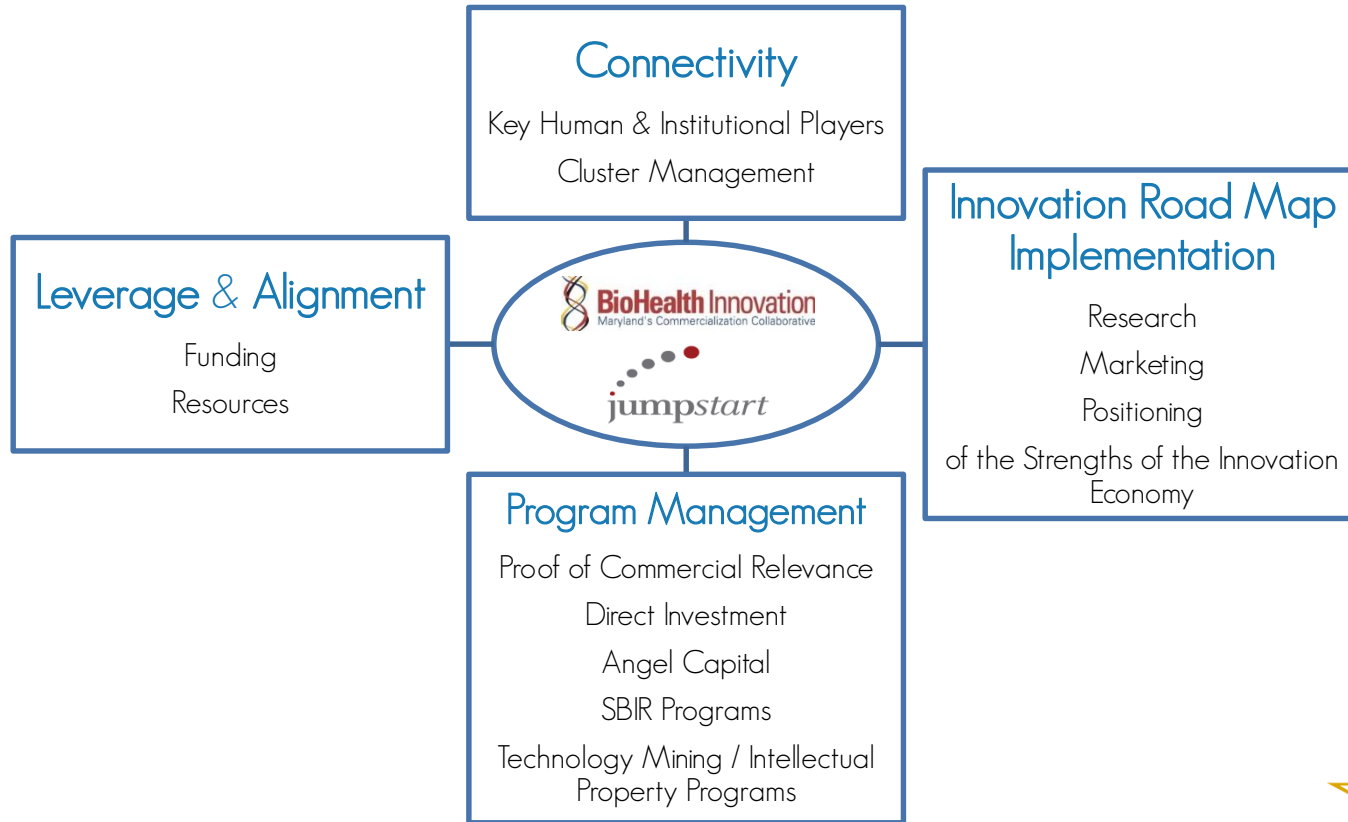 Connectivity
Key Human & Institutional Players
Cluster Management
Leverage & Alignment
Funding
Resources
BioHealth Innovation
Maryland's Commercialization Collaborative
jumpstart
Innovation Road Map
Implementation
Research
Marketing
Positioning
of the Strengths of the Innovation
Economy
Program Management
Proof of Commercial Relevance
Direct Investment
Angel Capital
SBIR Programs
Technology Mining / Intellectual
Property Programs